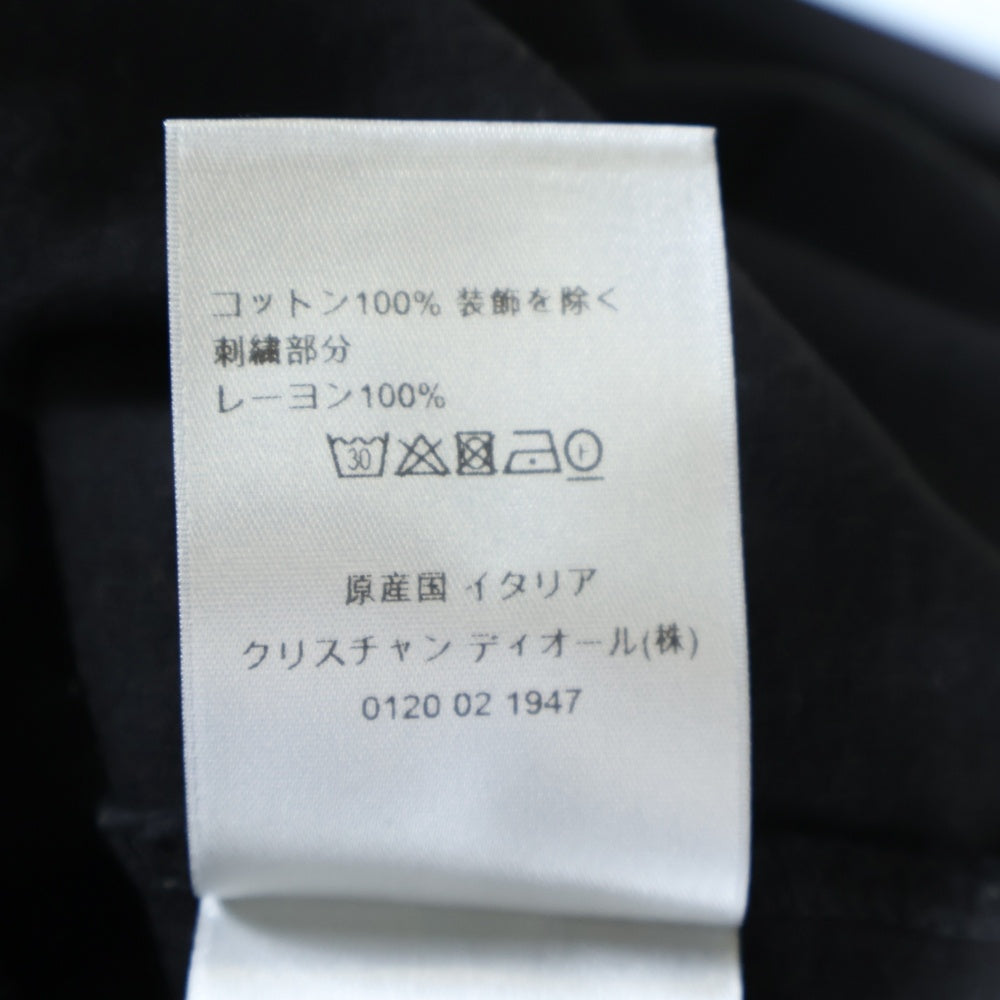 コットン100% 装飾を除く
刺繍部分
レーヨン100%
30
原産国 イタリア
クリスチャン ディオール(株)
0120 02 1947